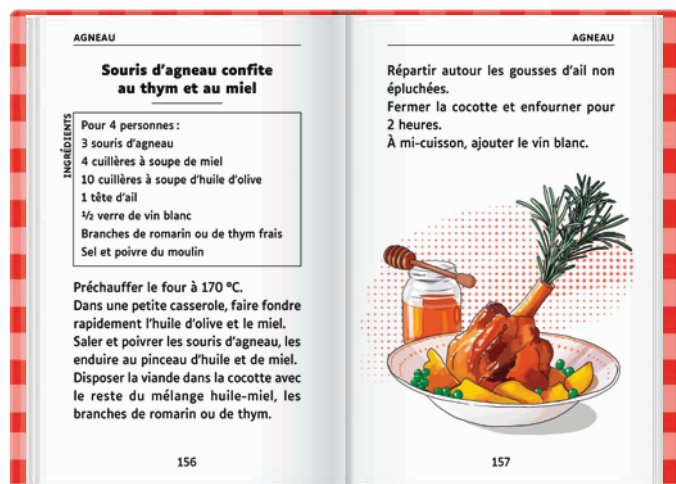 AGNEAU
Souris d'agneau confite
au thym et au miel
INGRÉDIENTS
Pour 4 personnes :
3 souris d'agneau
4 cuillères à soupe de miel
10 cuillères à soupe d'huile d'olive
1 tête d'ail
½ verre de vin blanc
Branches de romarin ou de thym frais
Sel et poivre du moulin
Préchauffer le four à 170 °C.
Dans une petite casserole, faire fondre
rapidement l'huile d'olive et le miel.
Saler et poivrer les souris d'agneau, les
enduire au pinceau d'huile et de miel.
Disposer la viande dans la cocotte avec
le reste du mélange huile-miel, les
branches de romarin ou de thym.
156
AGNEAU
Répartir autour les gousses d'ail non
épluchées.
Fermer la cocotte et enfourner pour
2 heures.
À mi-cuisson, ajouter le vin blanc.
157